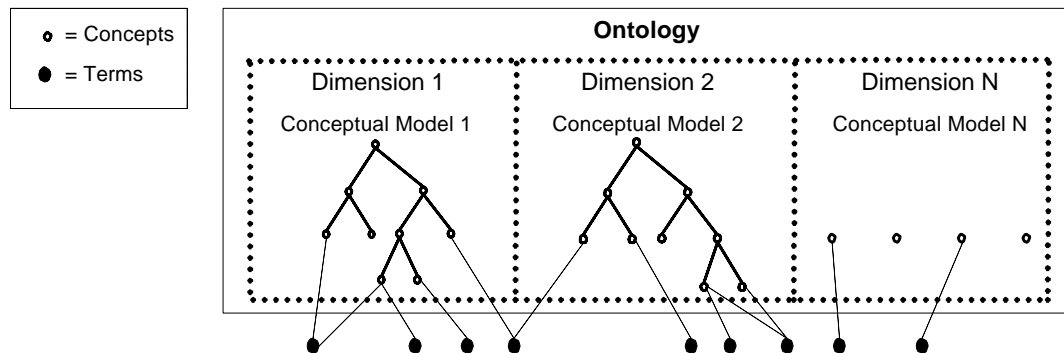 = Concepts
= Terms
Ontology
Dimension 1
Dimension 2
Dimension N
Conceptual Model 1
Conceptual Model 2
Conceptual Model N